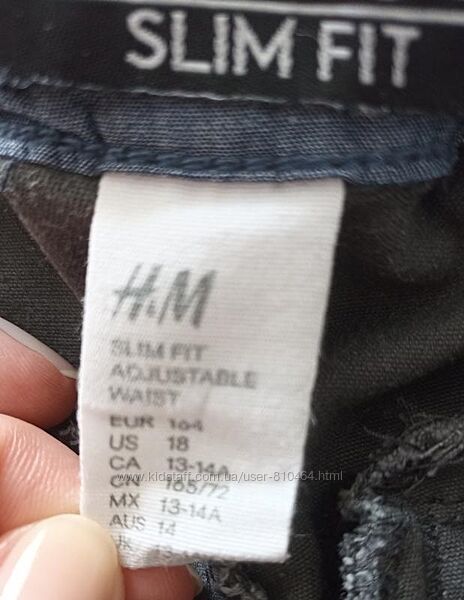 SLIM FIT
H&M
SLIM FIT
ADJUSTABLE
WAIST
EUR 164
US 18
CA 13-14A
CN 165/72
MX 13-14A
AUS 14
www.kidstaff.com.ua/user-810464.html